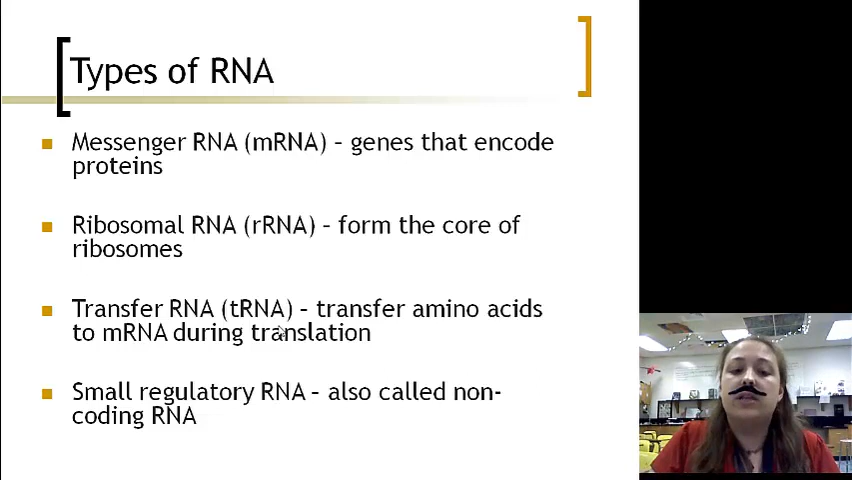 Types of RNA
Messenger RNA (mRNA) – genes that encode
proteins
Ribosomal RNA (rRNA) – form the core of
ribosomes
Transfer RNA (tRNA) – transfer amino acids
to mRNA during translation
Small regulatory RNA – also called non-
coding RNA